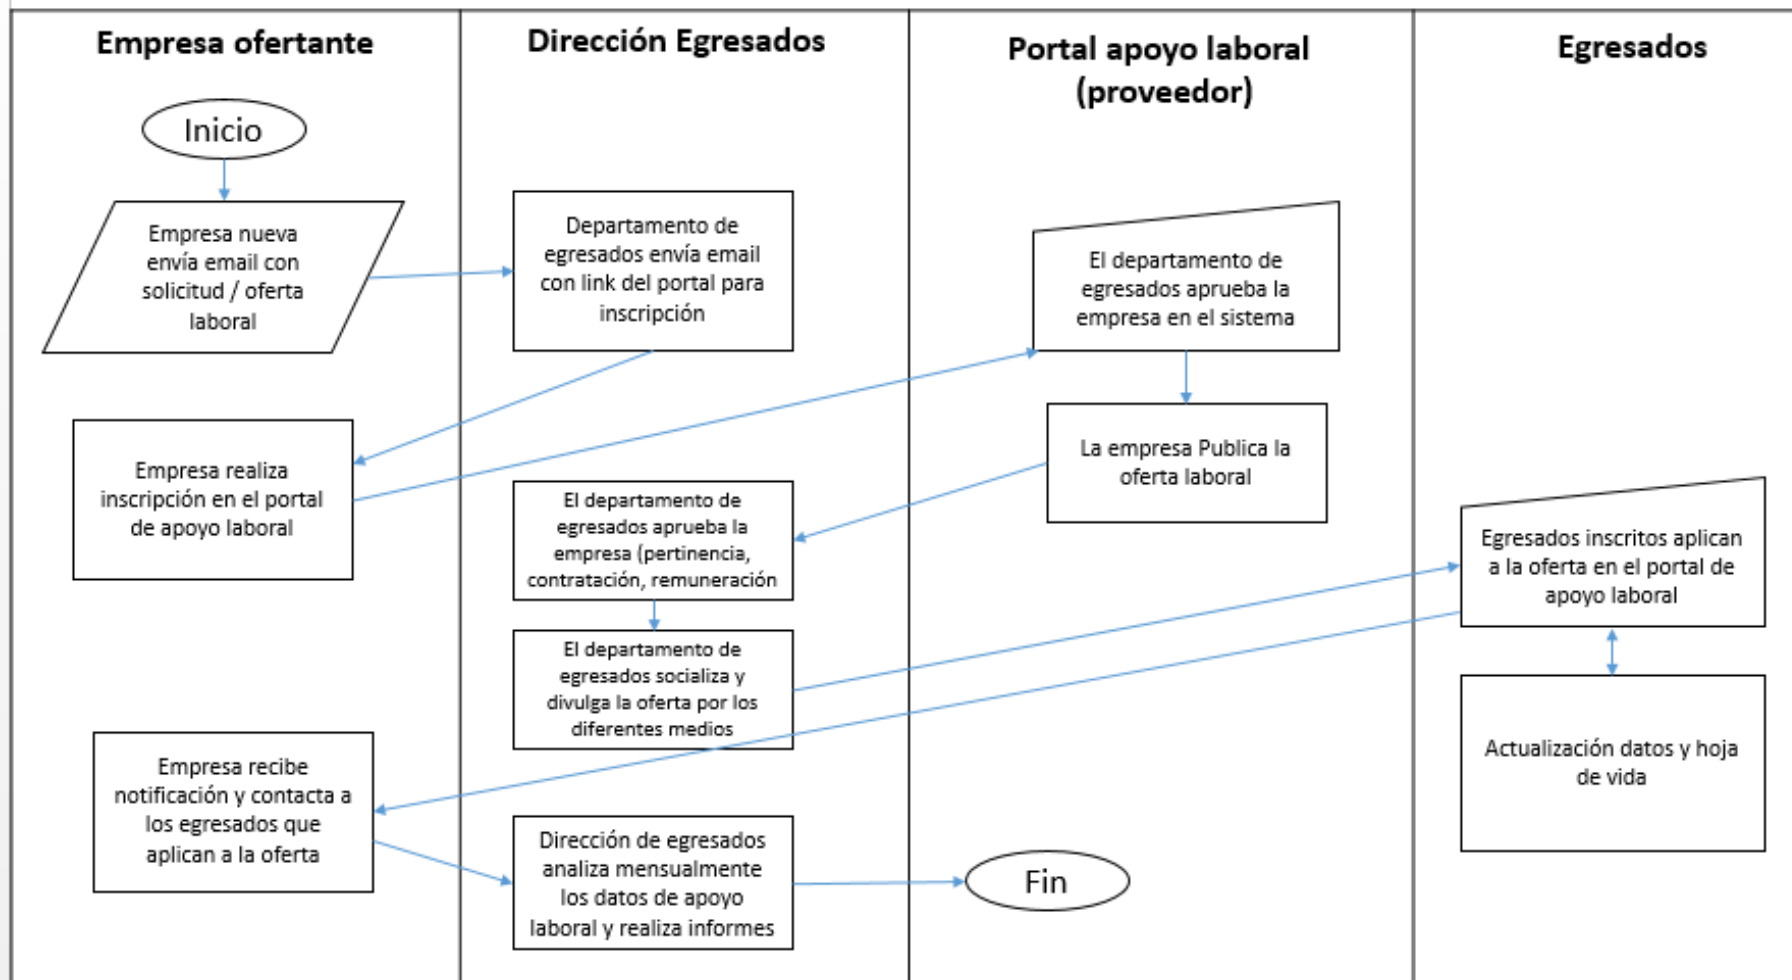 Empresa ofertante
Dirección Egresados
Portal apoyo laboral
(proveedor)
Egresados
Inicio
Empresa nueva
envía email con
solicitud / oferta
laboral
Departamento de
egresados envía email
con link del portal para
inscripción
El departamento de
egresados aprueba la
empresa en el sistema
Empresa realiza
inscripción en el portal
de apoyo laboral
La empresa Publica la
oferta laboral
El departamento de
egresados aprueba la
empresa (pertinencia,
contratación, remuneración
Egresados inscritos aplican
a la oferta en el portal de
apoyo laboral
El departamento de
egresados socializa y
divulga la oferta por los
diferentes medios
Actualización datos y hoja
de vida
Empresa recibe
notificación y contacta a
los egresados que
aplican a la oferta
Dirección de egresados
analiza mensualmente
los datos de apoyo
laboral y realiza informes
Fin